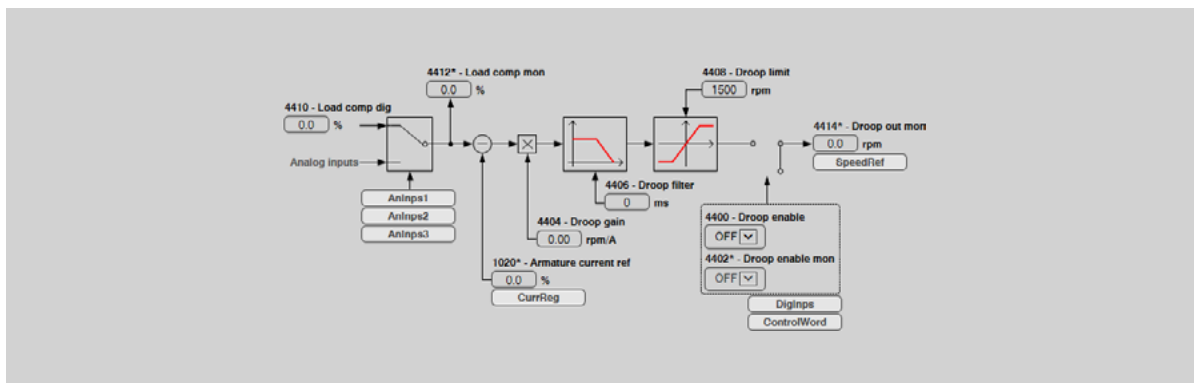 4412* - Load comp mon
0.0 %
4408 - Droop limit
1500 rpm
4410 - Load comp dig
0.0 %
4414* - Droop out mon
0.0 rpm
SpeedRef
Analog inputs
AnInps1
AnInps2
AnInps3
4406 - Droop filter
0 ms
4404 - Droop gain
0.00 rpm/A
1020* - Armature current ref
0.0 %
CurrReg
4400 - Droop enable
OFF
4402* - Droop enable mon
OFF
DigInps
ControlWord